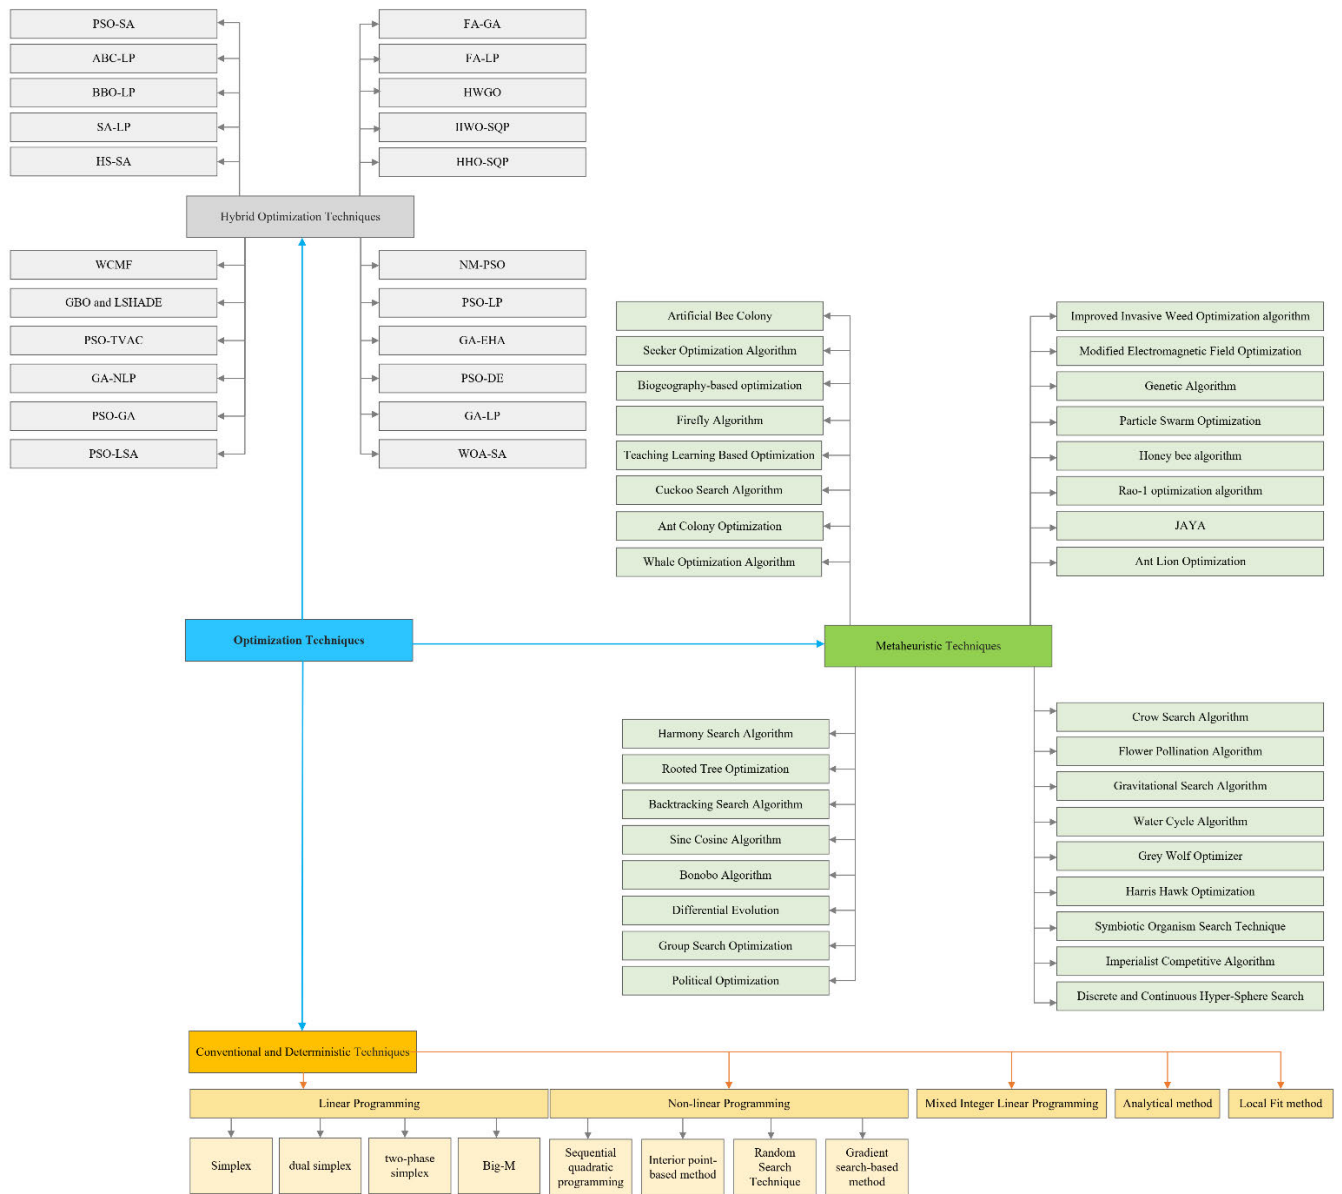 PSO-SA
ABC-LP
BBO-LP
SA-LP
HS-SA
FA-GA
FA-LP
HWGO
HWO-SQP
HHO-SQP
Hybrid Optimization Techniques
WCMF
GBO and LSHADE
PSO-TVAC
GA-NLP
PSO-GA
PSO-LSA
NM-PSO
PSO-LP
GA-EHA
PSO-DE
GA-LP
WOA-SA
Artificial Bee Colony
Seeker Optimization Algorithm
Biogeography-based optimization
Firefly Algorithm
Teaching Learning Based Optimization
Cuckoo Search Algorithm
Ant Colony Optimization
Whale Optimization Algorithm
Improved Invasive Weed Optimization algorithm
Modified Electromagnetic Field Optimization
Genetic Algorithm
Particle Swarm Optimization
Honey bee algorithm
Rao-1 optimization algorithm
JAYA
Ant Lion Optimization
Optimization Techniques
Metaheuristic Techniques
Harmony Search Algorithm
Rooted Tree Optimization
Backtracking Search Algorithm
Sine Cosine Algorithm
Bonobo Algorithm
Differential Evolution
Group Search Optimization
Political Optimization
Crow Search Algorithm
Flower Pollination Algorithm
Gravitational Search Algorithm
Water Cycle Algorithm
Grey Wolf Optimizer
Harris Hawk Optimization
Symbiotic Organism Search Technique
Imperialist Competitive Algorithm
Discrete and Continuous Hyper-Sphere Search
Conventional and Deterministic Techniques
Linear Programming
Non-linear Programming
Mixed Integer Linear Programming
Analytical method
Local Fit method
Simplex
dual simplex
two-phase
simplex
Big-M
Sequential
quadratic
programming
Interior point-
based method
Random
Search
Technique
Gradient
search-based
method